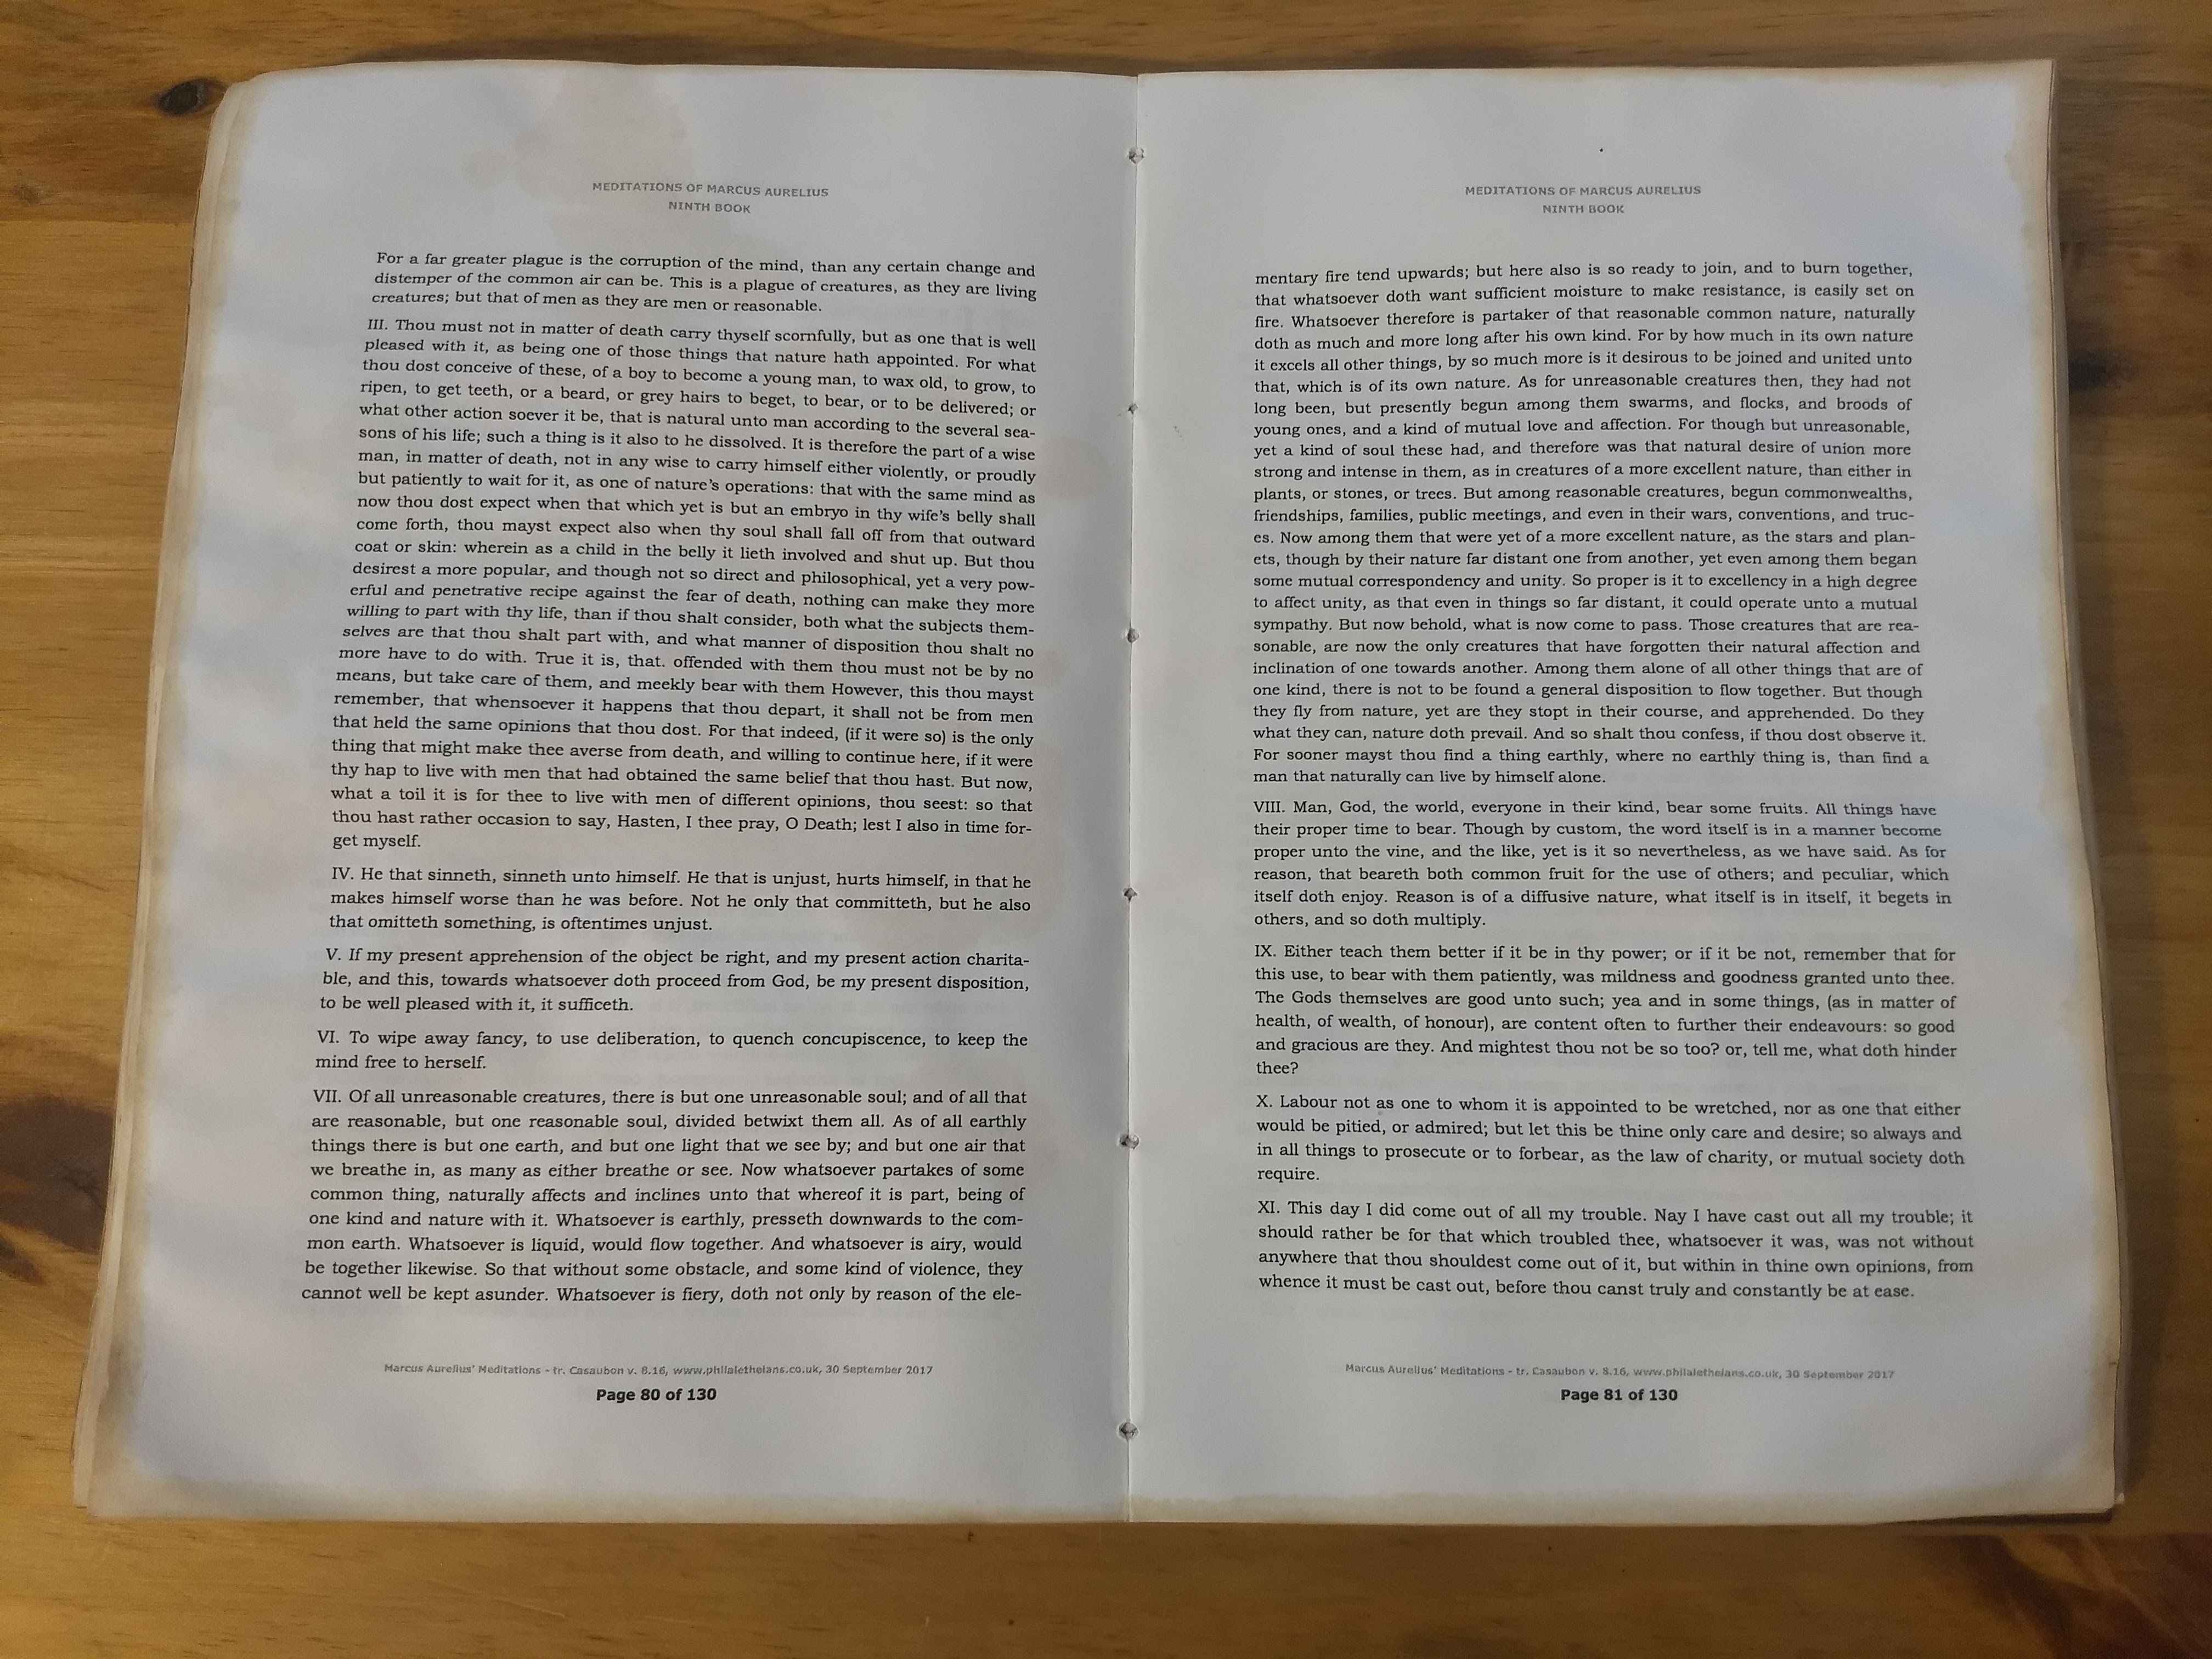 MEDITATIONS OF MARCUS AURELIUS
NINTH BOOK
For a far greater plague is the corruption of the mind, than any certain change and
distemper of the common air can be. This is a plague of creatures, as they are living
creatures; but that of men as they are men or reasonable.
III. Thou must not in matter of death carry thyself scornfully, but as one that is well
pleased with it, as being one of those things that nature hath appointed. For what
thou dost conceive of these, of a boy to become a young man, to wax old, to grow, to
ripen, to get teeth, or a beard, or grey hairs to beget, to bear, or to be delivered; or
what other action soever it be, that is natural unto man according to the several sea-
sons of his life; such a thing is it also to he dissolved. It is therefore the part of a wise
man, in matter of death, not in any wise to carry himself either violently, or proudly
but patiently to wait for it, as one of nature's operations: that with the same mind as
now thou dost expect when that which yet is but an embryo in thy wife's belly shall
come forth, thou mayst expect also when thy soul shall fall off from that outward
coat or skin: wherein as a child in the belly it lieth involved and shut up. But thou
desirest a more popular, and though not so direct and philosophical, yet a very pow-
erful and penetrative recipe against the fear of death, nothing can make they more
willing to part with thy life, than if thou shalt consider, both what the subjects them-
selves are that thou shalt part with, and what manner of disposition thou shalt no
more have to do with. True it is, that. offended with them thou must not be by no
means, but take care of them, and meekly bear with them However, this thou mayst
remember, that whensoever it happens that thou depart, it shall not be from men
that held the same opinions that thou dost. For that indeed, (if it were so) is the only
thing that might make thee averse from death, and willing to continue here, if it were
thy hap to live with men that had obtained the same belief that thou hast. But now,
what a toil it is for thee to live with men of different opinions, thou seest: so that
thou hast rather occasion to say, Hasten, I thee pray, O Death; lest I also in time for-
get myself.
IV. He that sinneth, sinneth unto himself. He that is unjust, hurts himself, in that he
makes himself worse than he was before. Not he only that committeth, but he also
that omitteth something, is oftentimes unjust.
V. If my present apprehension of the object be right, and my present action charita-
ble, and this, towards whatsoever doth proceed from God, be my present disposition,
to be well pleased with it, it sufficeth.
VI. To wipe away fancy, to use deliberation, to quench concupiscence, to keep the
mind free to herself.
VII. Of all unreasonable creatures, there is but one unreasonable soul; and of all that
are reasonable, but one reasonable soul, divided betwixt them all. As of all earthly
things there is but one earth, and but one light that we see by; and but one air that
we breathe in, as many as either breathe or see. Now whatsoever partakes of some
common thing, naturally affects and inclines unto that whereof it is part, being of
one kind and nature with it. Whatsoever is earthly, presseth downwards to the com-
mon earth. Whatsoever is liquid, would flow together. And whatsoever is airy, would
be together likewise. So that without some obstacle, and some kind of violence, they
cannot well be kept asunder. Whatsoever is fiery, doth not only by reason of the ele-
Marcus Aurelius' Meditations - tr. Casaubon v. 8.16, www.philaletheians.co.uk, 30 September 2017
Page 80 of 130
MEDITATIONS OF MARCUS AURELIUS
NINTH BOOK
mentary fire tend upwards; but here also is so ready to join, and to burn together,
that whatsoever doth want sufficient moisture to make resistance, is easily set on
fire. Whatsoever therefore is partaker of that reasonable common nature, naturally
doth as much and more long after his own kind. For by how much in its own nature
it excels all other things, by so much more is it desirous to be joined and united unto
that, which is of its own nature. As for unreasonable creatures then, they had not
long been, but presently begun among them swarms, and flocks, and broods of
young ones, and a kind of mutual love and affection. For though but unreasonable,
yet a kind of soul these had, and therefore was that natural desire of union more
strong and intense in them, as in creatures of a more excellent nature, than either in
plants, or stones, or trees. But among reasonable creatures, begun commonwealths,
friendships, families, public meetings, and even in their wars, conventions, and truc-
es. Now among them that were yet of a more excellent nature, as the stars and plan-
ets, though by their nature far distant one from another, yet even among them began
some mutual correspondency and unity. So proper is it to excellency in a high degree
to affect unity, as that even in things so far distant, it could operate unto a mutual
sympathy. But now behold, what is now come to pass. Those creatures that are rea-
sonable, are now the only creatures that have forgotten their natural affection and
inclination of one towards another. Among them alone of all other things that are of
one kind, there is not to be found a general disposition to flow together. But though
they fly from nature, yet are they stopt in their course, and apprehended. Do they
what they can, nature doth prevail. And so shalt thou confess, if thou dost observe it.
For sooner mayst thou find a thing earthly, where no earthly thing is, than find a
man that naturally can live by himself alone.
VIII. Man, God, the world, everyone in their kind, bear some fruits. All things have
their proper time to bear. Though by custom, the word itself is in a manner become
proper unto the vine, and the like, yet is it so nevertheless, as we have said. As for
reason, that beareth both common fruit for the use of others; and peculiar, which
itself doth enjoy. Reason is of a diffusive nature, what itself is in itself, it begets in
others, and so doth multiply.
IX. Either teach them better if it be in thy power; or if it be not, remember that for
this use, to bear with them patiently, was mildness and goodness granted unto thee.
The Gods themselves are good unto such; yea and in some things, (as in matter of
health, of wealth, of honour), are content often to further their endeavours: so good
and gracious are they. And mightest thou not be so too? or, tell me, what doth hinder
thee?
X. Labour not as one to whom it is appointed to be wretched, nor as one that either
would be pitied, or admired; but let this be thine only care and desire; so always and
in all things to prosecute or to forbear, as the law of charity, or mutual society doth
require.
XI. This day I did come out of all my trouble. Nay I have cast out all my trouble; it
should rather be for that which troubled thee, whatsoever it was, was not without
anywhere that thou shouldest come out of it, but within in thine own opinions, from
whence it must be cast out, before thou canst truly and constantly be at ease.
Marcus Aurelius' Meditations - tr. Casaubon v. 8.16, www.philaletheians.co.uk, 30 September 2017
Page 81 of 130